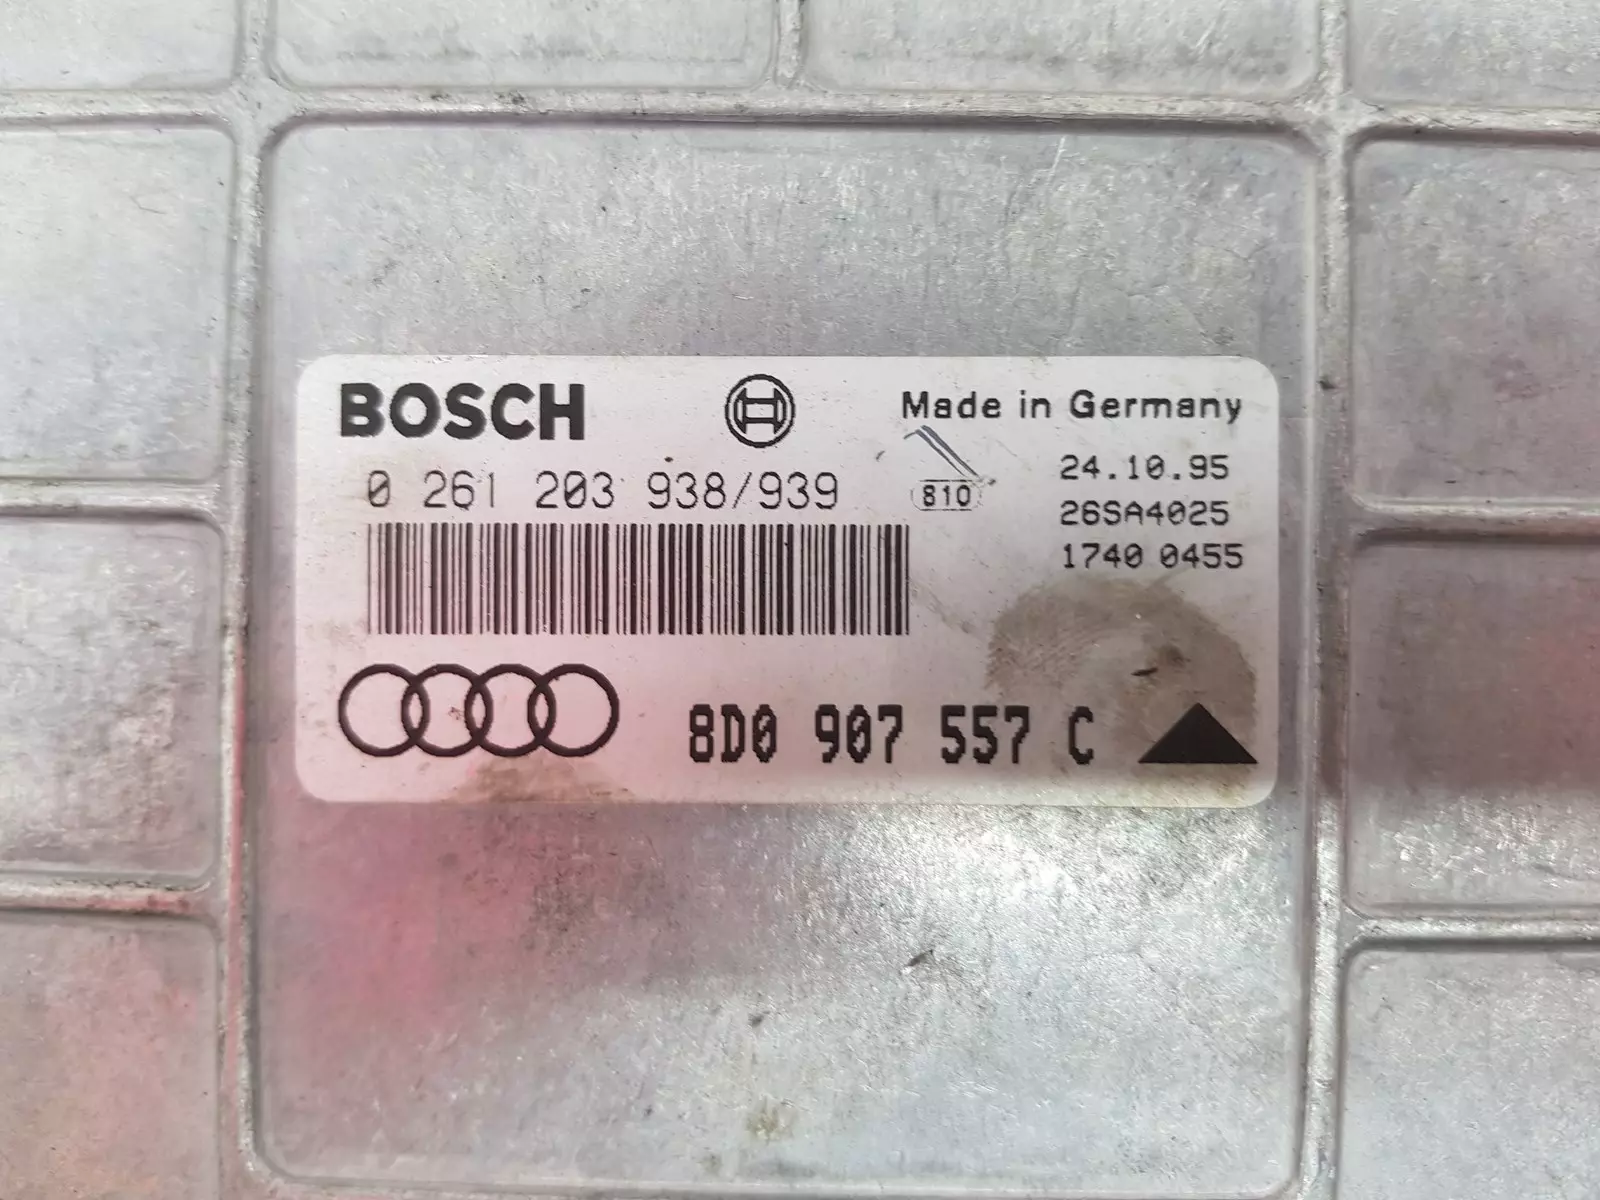 BOSCH
Made in Germany
0 261 203 938/939
810
24.10.95
26SA4025
1740 0455
8D0 907 557 C